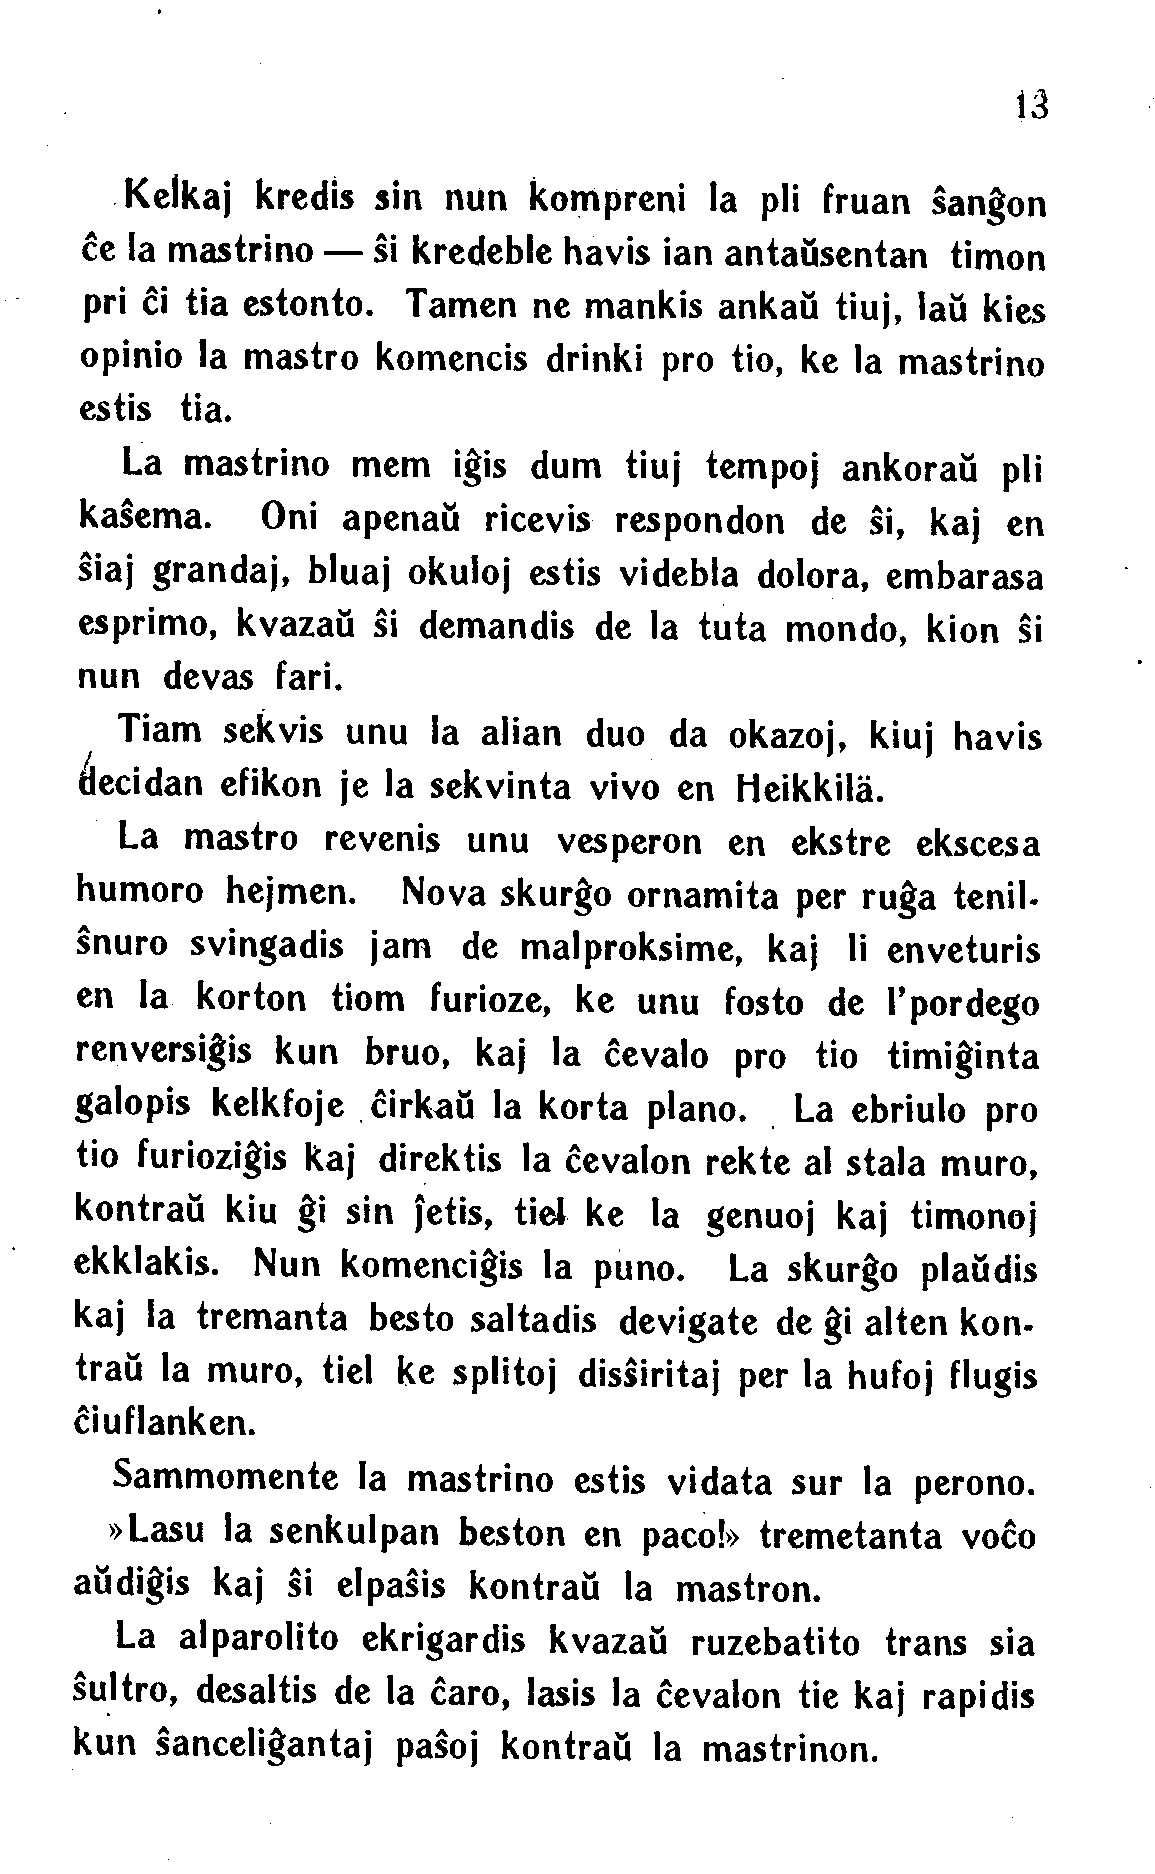 13
Kelkaj kredis sin nun kompreni la pli fruan ŝanĝon
ĉe la mastrino — ŝi kredeble havis ian antaŭsentan timon
pri ĉi tia estonto. Tamen ne mankis ankaŭ tiuj, laŭ kies
opinio la mastro komencis drinki pro tio, ke la mastrino
estis tia.
La mastrino mem iĝis dum tiuj tempoj ankoraŭ pli
kaŝema. Oni apenaŭ ricevis respondon de ŝi, kaj en
ŝiaj grandaj, bluaj okuloj estis videbla dolora, embarasa
esprimo, kvazaŭ ŝi demandis de la tuta mondo, kion ŝi
nun devas fari.
Tiam sekvis unu la alian duo da okazoj, kiuj havis
decidan efikon je la sekvinta vivo en Heikkilä.
La mastro revenis unu vesperon en ekstre ekscesa
humoro hejmen. Nova skurĝo ornamita per ruĝa tenil-
ŝnuro svingadis jam de malproksime, kaj li enveturis
en la korton tiom furioze, ke unu fosto de l'pordego
renversiĝis kun bruo, kaj la ĉevalo pro tio timiĝinta
galopis kelkfoje ĉirkaŭ la korta plano. La ebriulo pro
tio furioziĝis kaj direktis la ĉevalon rekte al stala muro,
kontraŭ kiu ĝi sin ĵetis, tiel ke la genuoj kaj timonoj
ekklakis. Nun komenciĝis la puno. La skurĝo plaŭdis
kaj la tremanta besto saltadis devigate de ĝi alten kon-
traŭ la muro, tiel ke splitoj disŝiritaj per la hufoj flugis
ĉiuflanken.
Sammomente la mastrino estis vidata sur la perono.
»Lasu la senkulpan beston en paco!» tremetanta voĉo
aŭdiĝis kaj ŝi elpaŝis kontraŭ la mastron.
La alparolito ekrigardis kvazaŭ ruzebatito trans sia
ŝultro, desaltis de la ĉaro, lasis la ĉevalon tie kaj rapidis
kun ŝanceliĝantaj paŝoj kontraŭ la mastrinon.